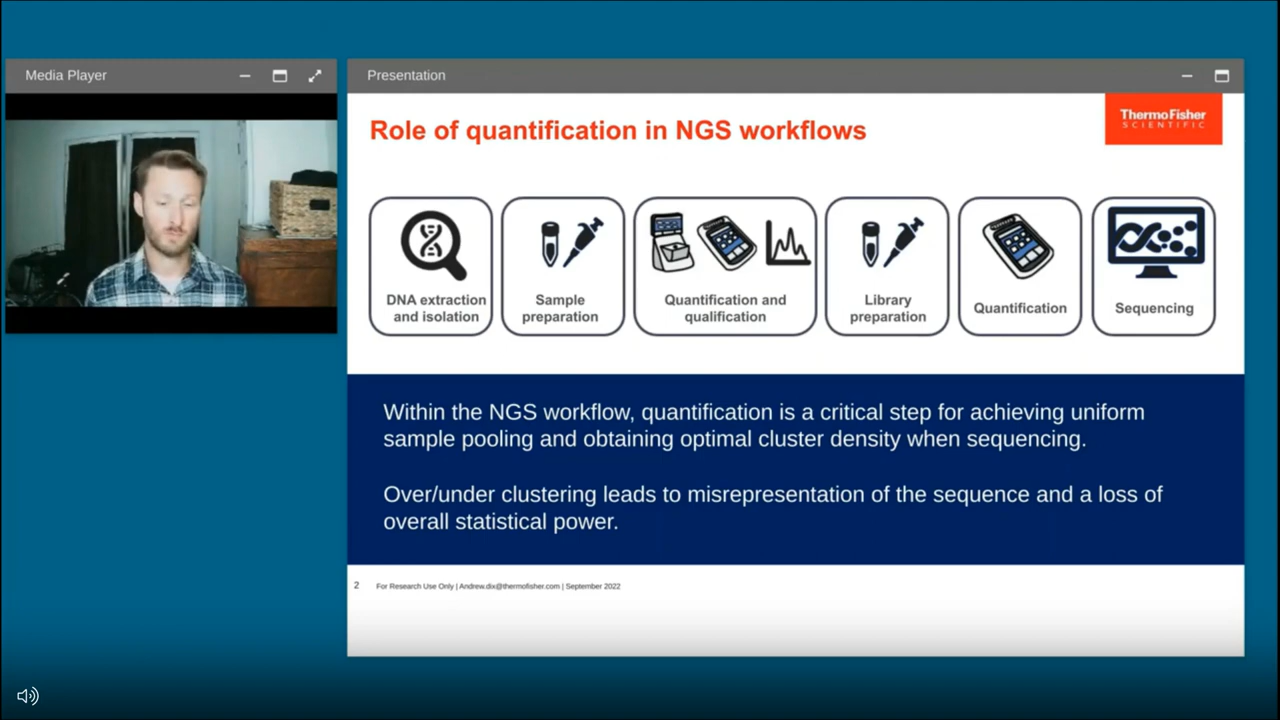 Media Player
Presentation
Role of quantification in NGS workflows
ThermoFisher
SCIENTIFIC
DNA extraction
and isolation
Sample
preparation
Quantification and
qualification
Library
preparation
Quantification
Sequencing
Within the NGS workflow, quantification is a critical step for achieving uniform
sample pooling and obtaining optimal cluster density when sequencing.
Over/under clustering leads to misrepresentation of the sequence and a loss of
overall statistical power.
2 For Research Use Only | Andrew.dix@thermofisher.com | September 2022